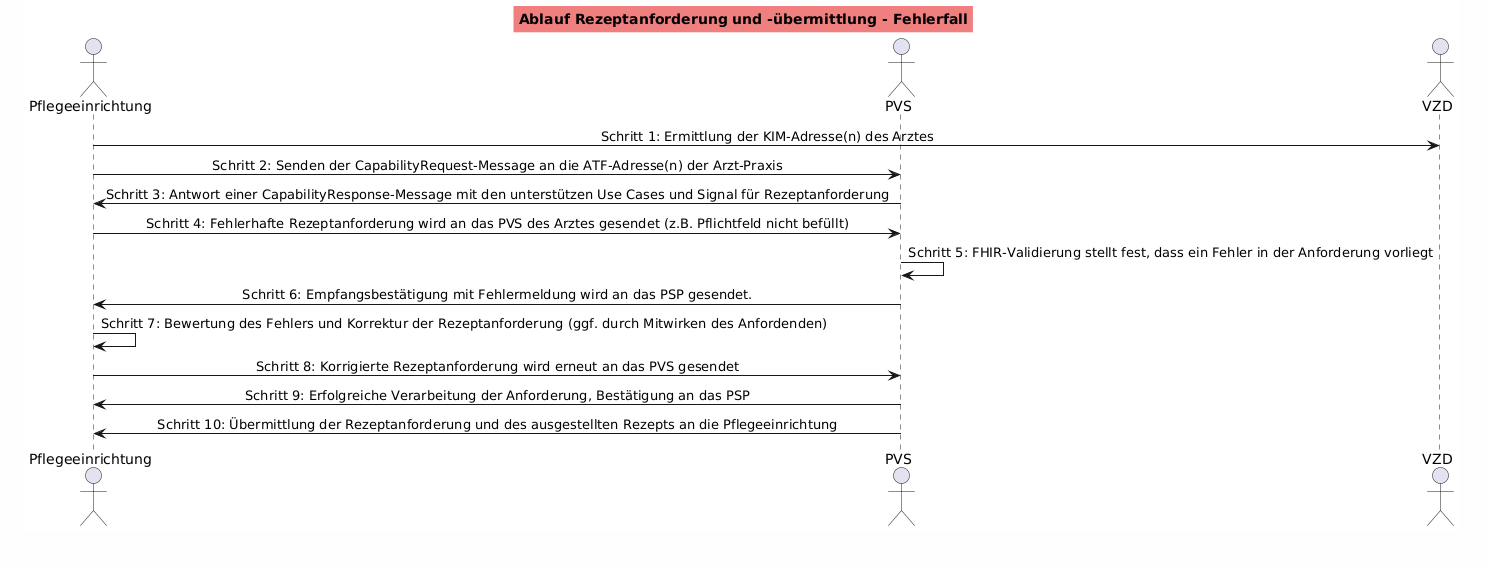 Ablauf Rezeptanforderung und -übermittlung - Fehlerfall
Pflegeeinrichtung
PVS
VZD
Schritt 1: Ermittlung der KIM-Adresse(n) des Arztes
Schritt 2: Senden der CapabilityRequest-Message an die ATF-Adresse(n) der Arzt-Praxis
Schritt 3: Antwort einer CapabilityResponse-Message mit den unterstützen Use Cases und Signal für Rezeptanforderung
Schritt 4: Fehlerhafte Rezeptanforderung wird an das PVS des Arztes gesendet (z.B. Pflichtfeld nicht befüllt)
Schritt 5: FHIR-Validierung stellt fest, dass ein Fehler in der Anforderung vorliegt
Schritt 6: Empfangsbestätigung mit Fehlermeldung wird an das PSP gesendet.
Schritt 7: Bewertung des Fehlers und Korrektur der Rezeptanforderung (ggf. durch Mitwirken des Anfordenden)
Schritt 8: Korrigierte Rezeptanforderung wird erneut an das PVS gesendet
Schritt 9: Erfolgreiche Verarbeitung der Anforderung, Bestätigung an das PSP
Schritt 10: Übermittlung der Rezeptanforderung und des ausgestellten Rezepts an die Pflegeeinrichtung
Pflegeeinrichtung
PVS
VZD